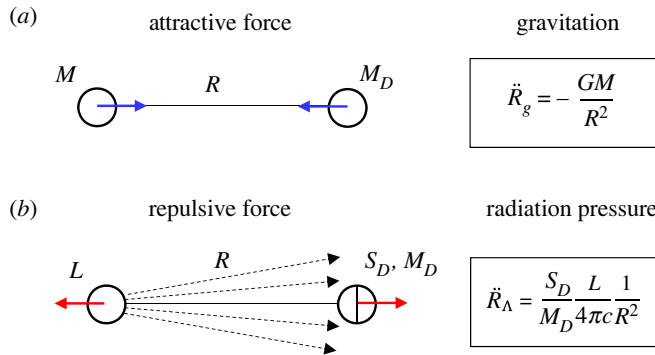 (a) attractive force gravitation
M R M_D
R̈_g = − GM/R²
(b) repulsive force radiation pressure
L R S_D, M_D
R̈_Λ = S_D/M_D L/4πc 1/R²